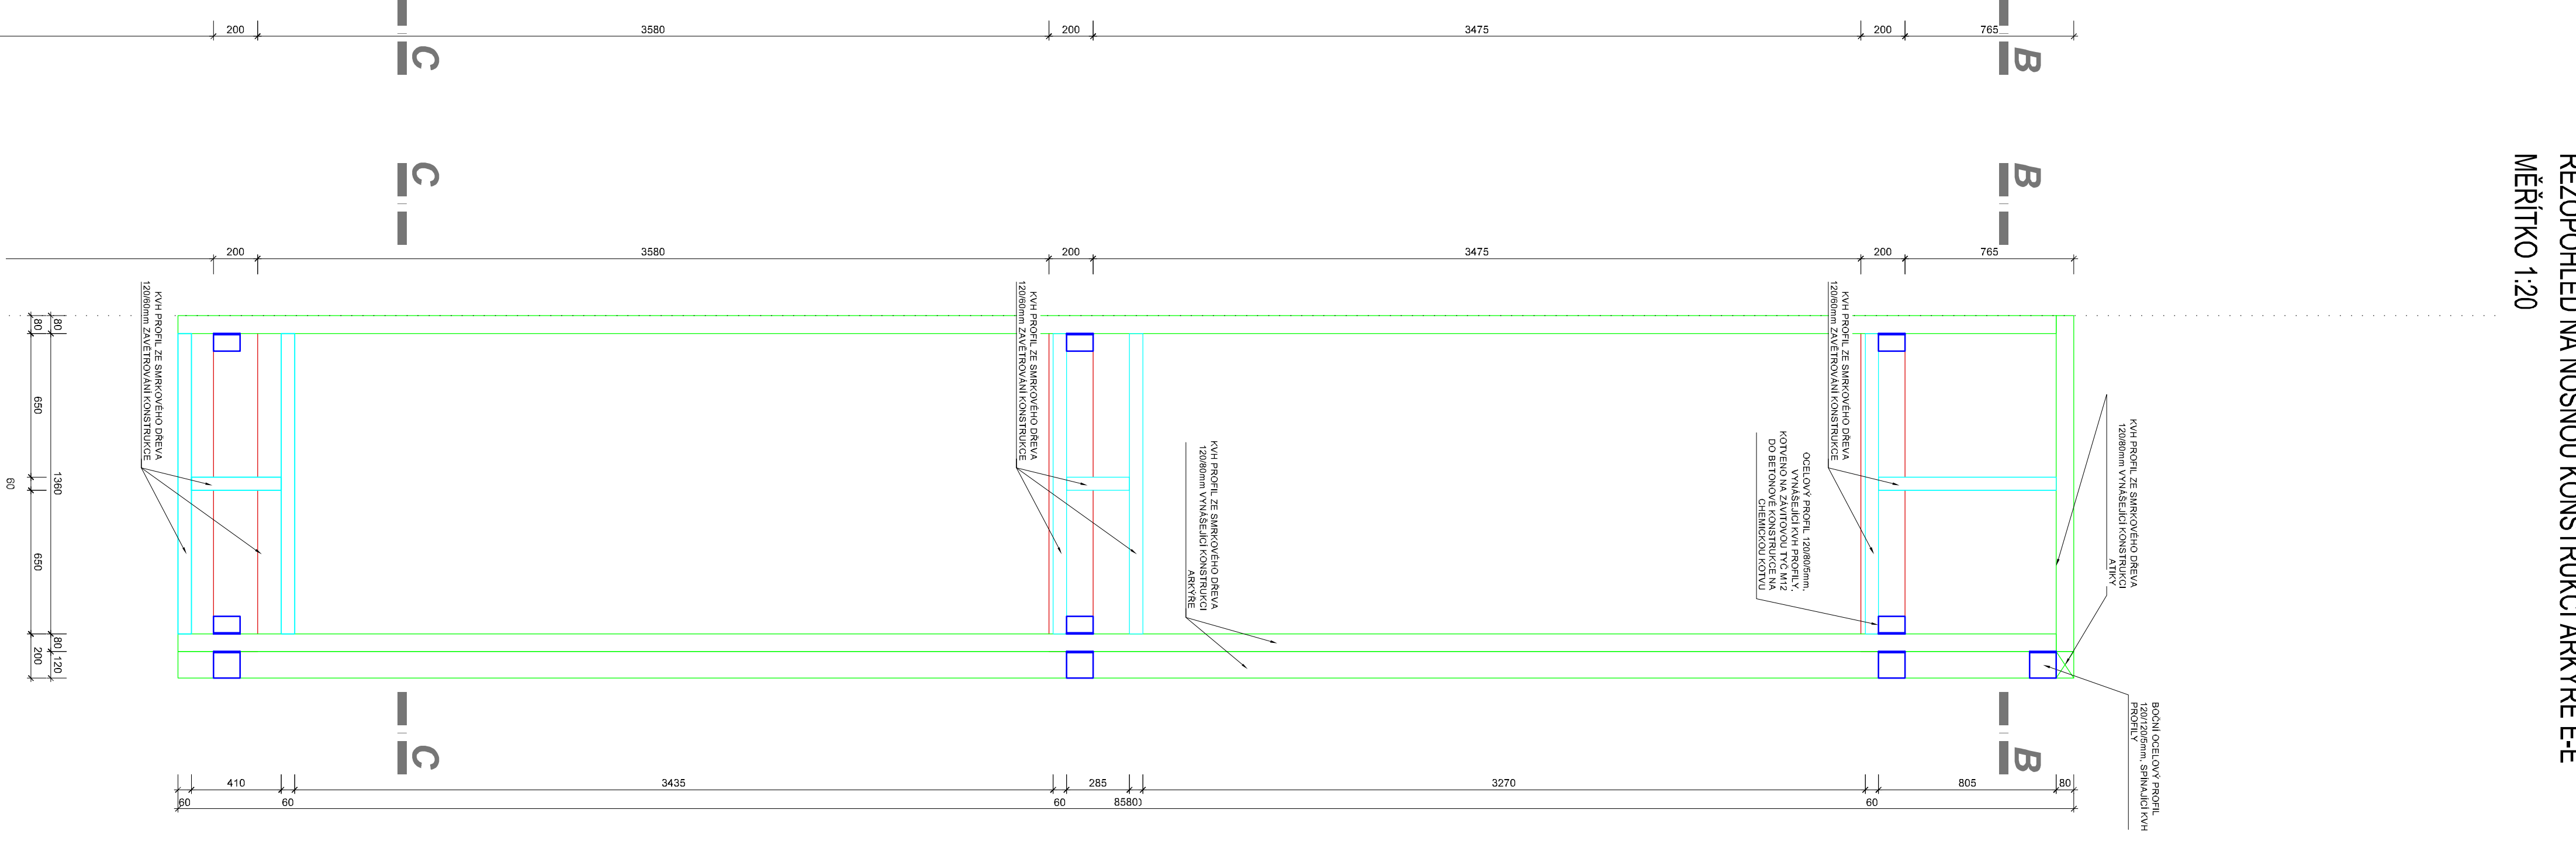 ŘEZOPOHLED NA NOSNOU KONSTRUKCI ARKÝŘE E-E
MĚŘÍTKO 1:20
200
3580
200
3475
200
765
C
B
C
B
200
3580
200
3475
200
765
KVH PROFIL ZE SMRKOVÉHO DŘEVA
120/60mm ZAVĚTROVÁNÍ KONSTRUKCE
KVH PROFIL ZE SMRKOVÉHO DŘEVA
120/60mm ZAVĚTROVÁNÍ KONSTRUKCE
KVH PROFIL ZE SMRKOVÉHO DŘEVA
120/60mm ZAVĚTROVÁNÍ KONSTRUKCE
KVH PROFIL ZE SMRKOVÉHO DŘEVA
120/80mm VYNÁŠEJÍCÍ KONSTRUKCI
ATIKY
OCELOVÝ PROFIL 120/80/5mm,
VYNÁŠEJÍCÍ KVH PROFILY,
KOTVENO NA ZÁVITOVOU TYČ M12
DO BETONOVÉ KONSTRUKCE NA
CHEMICKOU KOTVU
KVH PROFIL ZE SMRKOVÉHO DŘEVA
120/80mm VYNÁŠEJÍCÍ KONSTRUKCI
ARKÝŘE
BOČNÍ OCELOVÝ PROFIL
120/120/5mm, SPÍNAJÍCÍ KVH
PROFILY
80
1360
80
120
80
650
60
650
200
C
B
60
410
60
3435
60
285
3270
60
805
80
8580